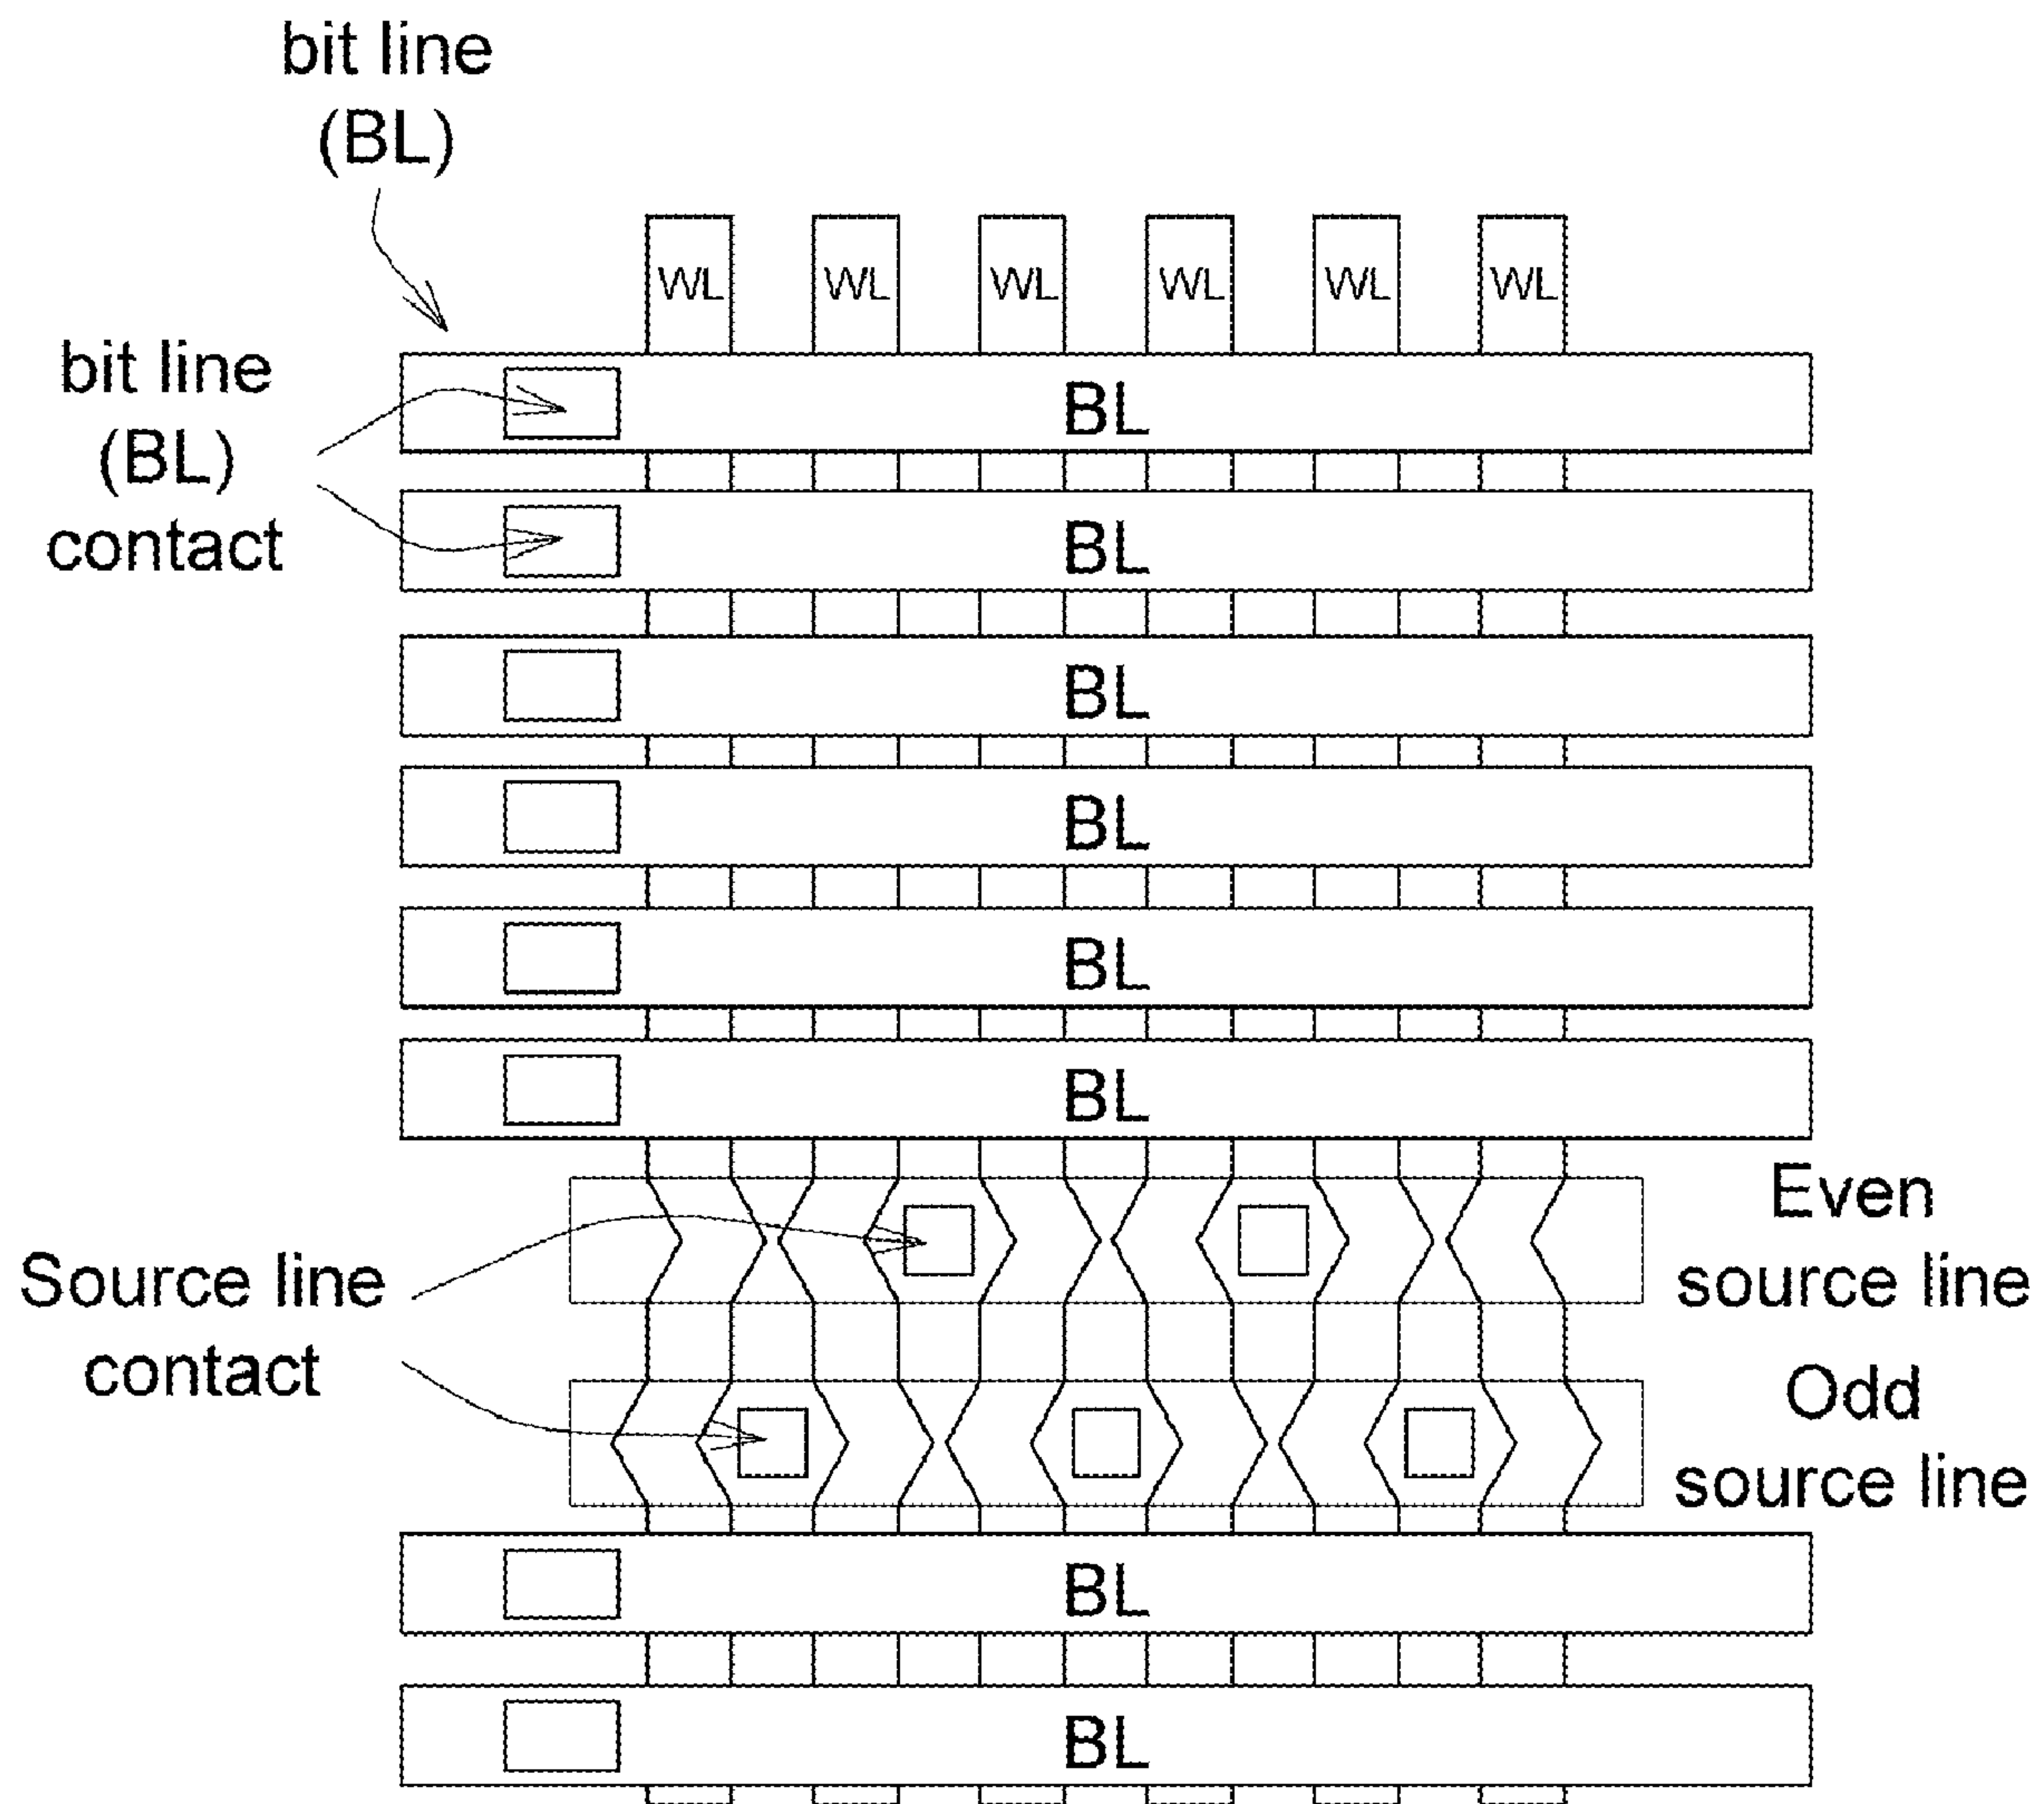 bit line
(BL)
WL WL WL WL WL WL
bit line
(BL)
contact
BL
BL
BL
BL
BL
BL
Even
source line
Source line
contact
Odd
source line
BL
BL